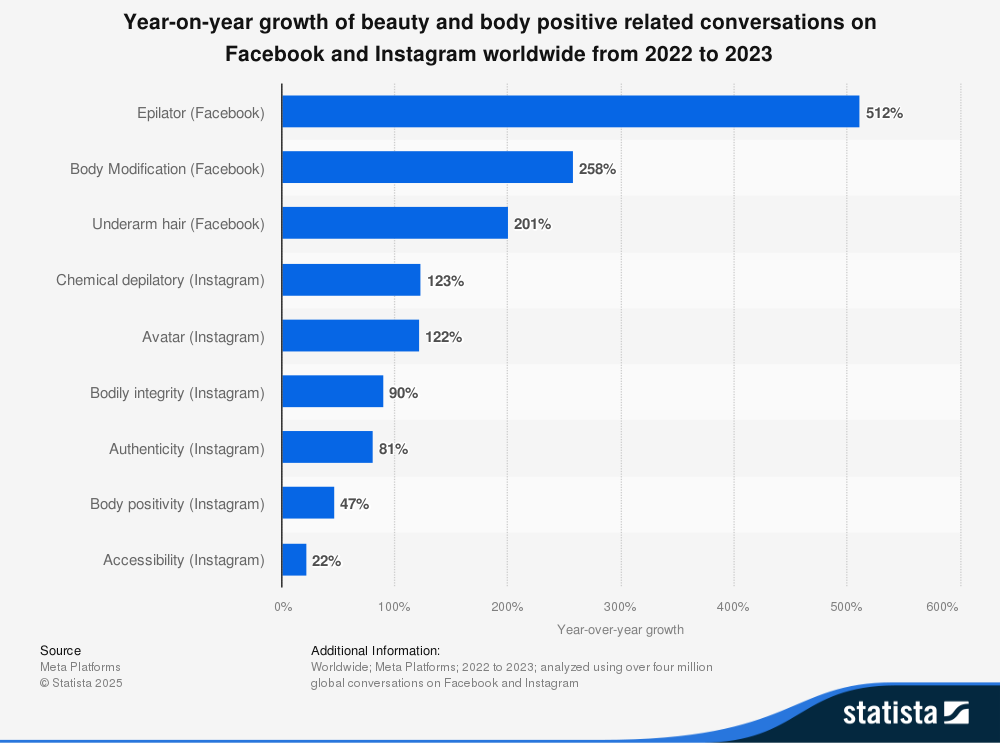 Year-on-year growth of beauty and body positive related conversations on
Facebook and Instagram worldwide from 2022 to 2023
Epilator (Facebook)
512%
Body Modification (Facebook)
258%
Underarm hair (Facebook)
201%
Chemical depilatory (Instagram)
123%
Avatar (Instagram)
122%
Bodily integrity (Instagram)
90%
Authenticity (Instagram)
81%
Body positivity (Instagram)
47%
Accessibility (Instagram)
22%
0% 100% 200% 300% 400% 500% 600%
Year-over-year growth
Source
Meta Platforms
© Statista 2025
Additional Information:
Worldwide; Meta Platforms; 2022 to 2023; analyzed using over four million
global conversations on Facebook and Instagram
statista